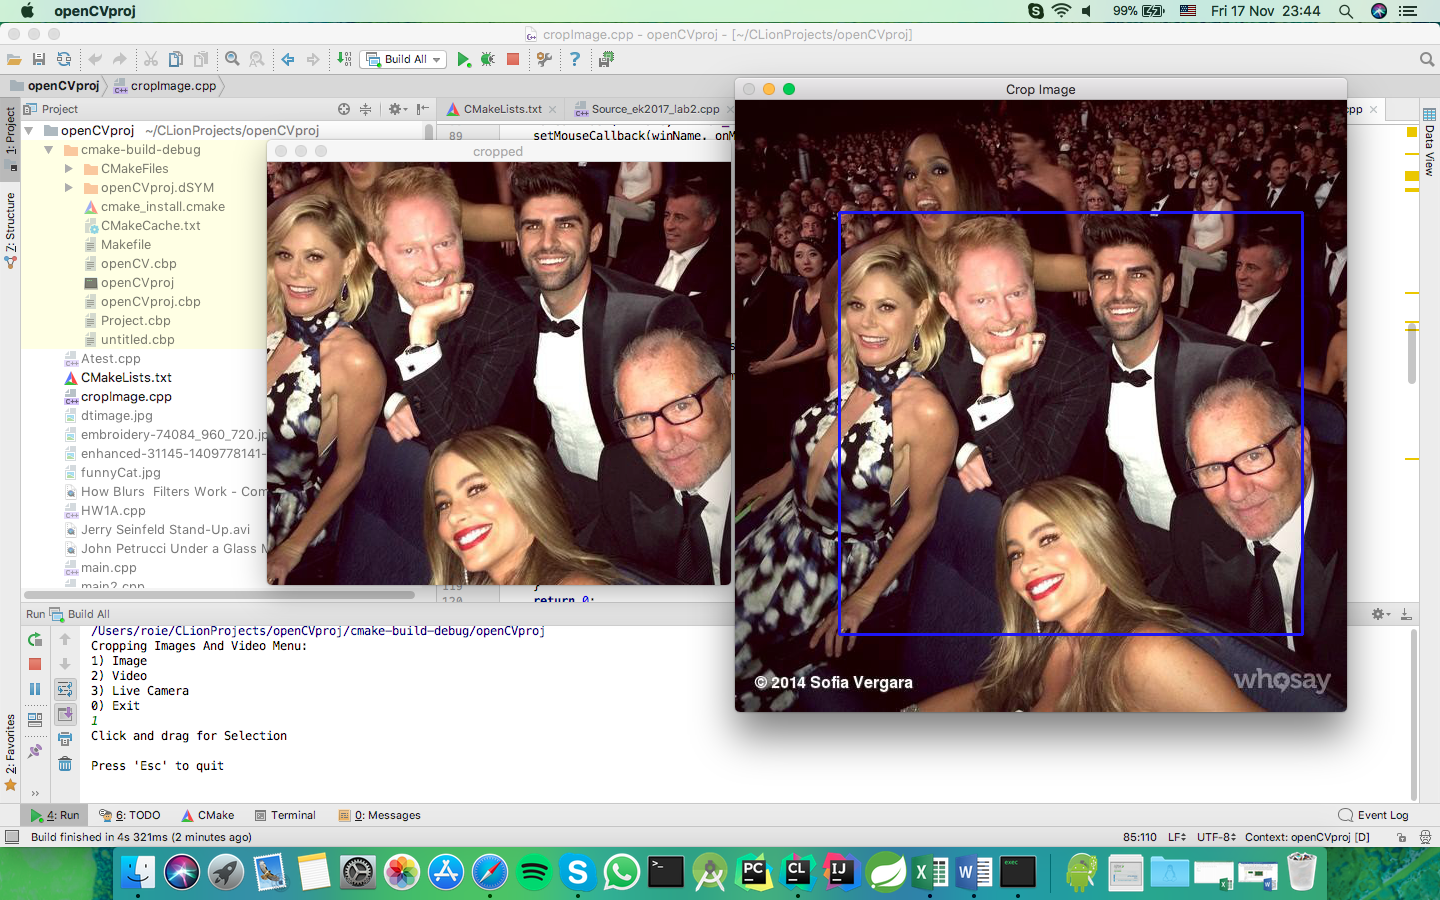 openCVproj
99%
Fri 17 Nov 23:44
cropImage.cpp - openCVproj - [~/CLionProjects/openCVproj]
Build All
openCVproj
cropImage.cpp
Project
CMakeLists.txt
Source_ek2017_lab2.cpp
cpp
1: Project
Z: Structure
2: Favorites
Data View
openCVproj ~/CLionProjects/openCVproj
cmake-build-debug
CMakeFiles
openCVproj.dSYM
cmake_install.cmake
CMakeCache.txt
Makefile
openCV.cbp
openCVproj
openCVproj.cbp
Project.cbp
untitled.cbp
Atest.cpp
CMakeLists.txt
cropImage.cpp
dtimage.jpg
embroidery-74084_960_720.jp
enhanced-31145-1409778141-
funnyCat.jpg
How Blurs Filters Work - Com
HW1A.cpp
Jerry Seinfeld Stand-Up.avi
John Petrucci Under a Glass M
main.cpp
main2.cpp
89
setMouseCallback(winName, onM
119
}
120
return 0;
cropped
Crop Image
© 2014 Sofia Vergara
whosay
Run Build All
/Users/roie/CLionProjects/openCVproj/cmake-build-debug/openCVproj
Cropping Images And Video Menu:
1) Image
2) Video
3) Live Camera
0) Exit
1
Click and drag for Selection
Press 'Esc' to quit
4: Run
6: TODO
CMake
Terminal
0: Messages
Event Log
Build finished in 4s 321ms (2 minutes ago)
85:110
LF
UTF-8
Context: openCVproj [D]
PC
CL
IJ
exec